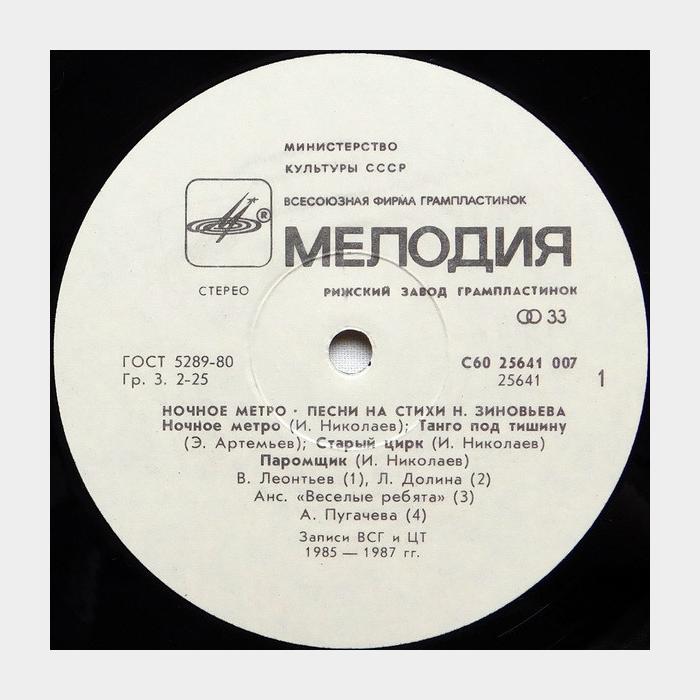 МИНИСТЕРСТВО
КУЛЬТУРЫ СССР
ВСЕСОЮЗНАЯ ФИРМА ГРАМПЛАСТИНОК
®
МЕЛОДИЯ
СТЕРЕО
РИЖСКИЙ ЗАВОД ГРАМПЛАСТИНОК
33
ГОСТ 5289-80
С60 25641 007
Гр. 3. 2-25
25641
1
НОЧНОЕ МЕТРО · ПЕСНИ НА СТИХИ Н. ЗИНОВЬЕВА
Ночное метро (И. Николаев); Танго под тишину
(Э. Артемьев); Старый цирк (И. Николаев)
Паромщик (И. Николаев)
В. Леонтьев (1), Л. Долина (2)
Анс. «Веселые ребята» (3)
А. Пугачева (4)
Записи ВСГ и ЦТ
1985 — 1987 гг.